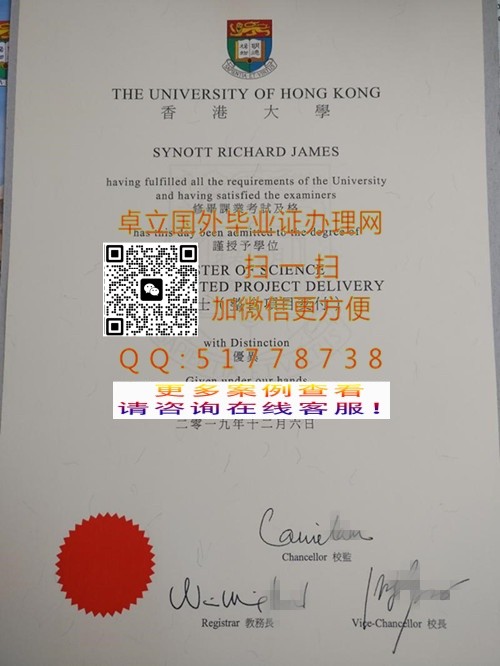 THE UNIVERSITY OF HONG KONG
香港大學
SYNOTT RICHARD JAMES
having fulfilled all the requirements of the University
and having satisfied the examiners
修畢課業考試及格
卓立国外毕业证办理网
has this day been admitted to the degree of
謹授予學位
扫一扫
OF SCIENCE
PROJECT DELIVERY
加微信更方便
with Distinction
優異
QQ:51778738
Given under our hands
更多案例查看
请咨询在线客服!
二零一九年十二月六日
Chancellor 校監
Registrar 教務長
Vice-Chancellor 校長